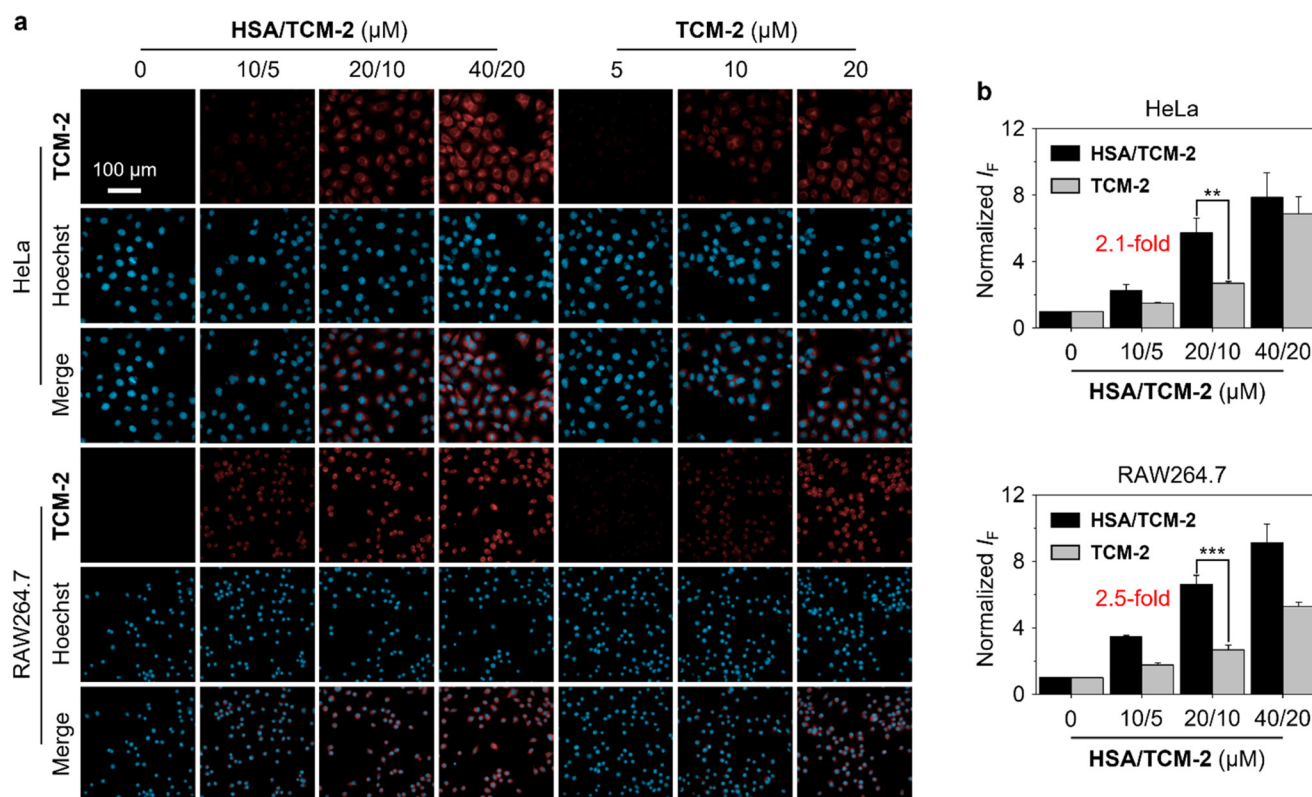 a
HSA/TCM-2 (µM)
TCM-2 (µM)
0 10/5 20/10 40/20 5 10 20
HeLa
TCM-2
100 µm
Hoechst
Merge
RAW264.7
TCM-2
Hoechst
Merge
b
HeLa
12
8
4
0
Normalized IF
HSA/TCM-2
TCM-2
**
2.1-fold
0 10/5 20/10 40/20
HSA/TCM-2 (µM)
RAW264.7
12
8
4
0
Normalized IF
HSA/TCM-2
TCM-2
***
2.5-fold
0 10/5 20/10 40/20
HSA/TCM-2 (µM)